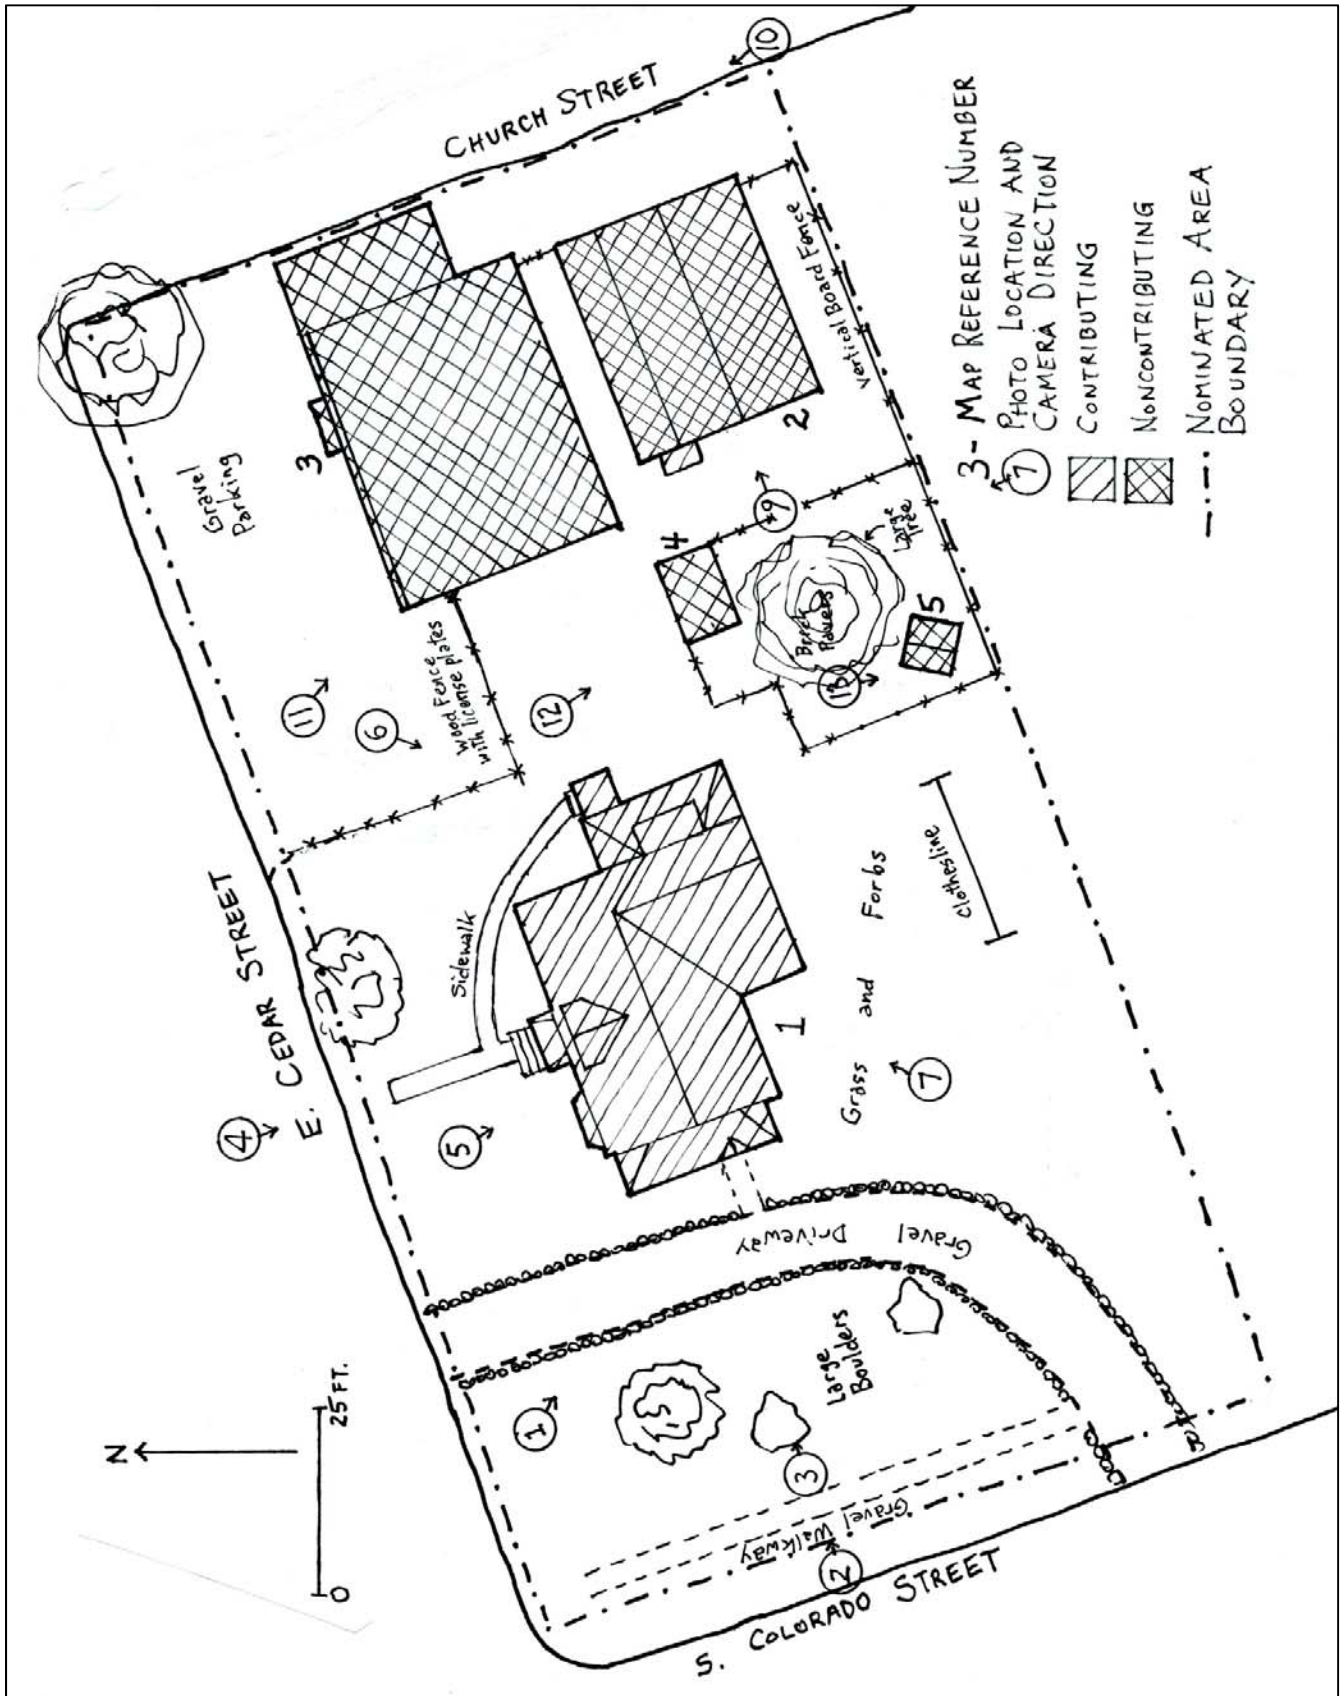 CHURCH STREET
10
Gravel
Parking
3
2
Vertical Board Fence
3- MAP REFERENCE NUMBER
7 PHOTO LOCATION AND
CAMERA DIRECTION
CONTRIBUTING
NONCONTRIBUTING
NOMINATED AREA
BOUNDARY
9
4
Large
Tree
Brick
Pavers
5
13
11
6
Wood Fence
with license plates
12
E. CEDAR STREET
Sidewalk
4
5
1
Grass and Forbs
Clothesline
7
Gravel
Driveway
Large
Boulders
1
3
2
Gravel Walkway
S. COLORADO STREET
N
0 25 FT.